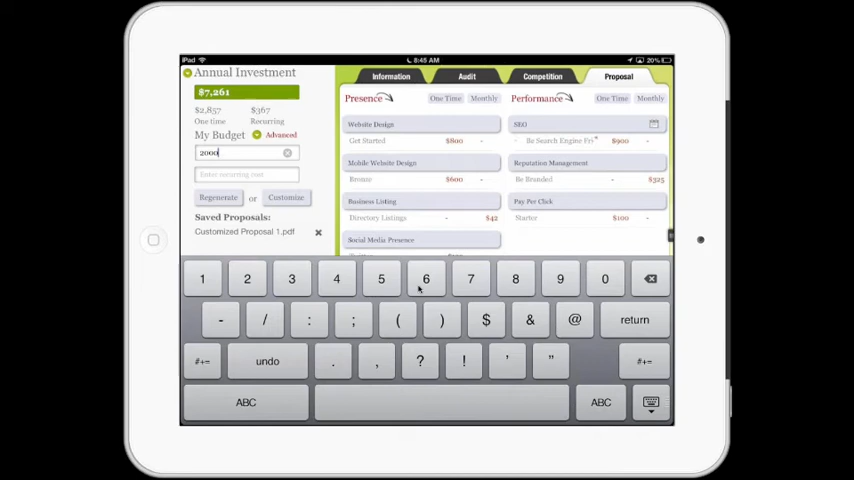 iPad 8:45 AM 20%
Annual Investment
$7,261
$2,857 $367
One time Recurring
My Budget Advanced
2000
Enter recurring cost
Regenerate or Customize
Saved Proposals:
Customized Proposal 1.pdf
Information Audit Competition Proposal
Presence One Time Monthly
Website Design
Get Started $800 -
Mobile Website Design
Bronze $600 -
Business Listing
Directory Listings - $42
Social Media Presence
Performance One Time Monthly
SEO
- Be Search Engine Fri* $900 -
Reputation Management
Be Branded - $325
Pay Per Click
Starter $100 -
1 2 3 4 5 6 7 8 9 0
- / : ; ( ) $ & @ return
#+= undo . , ? ! ' " #+=
ABC ABC